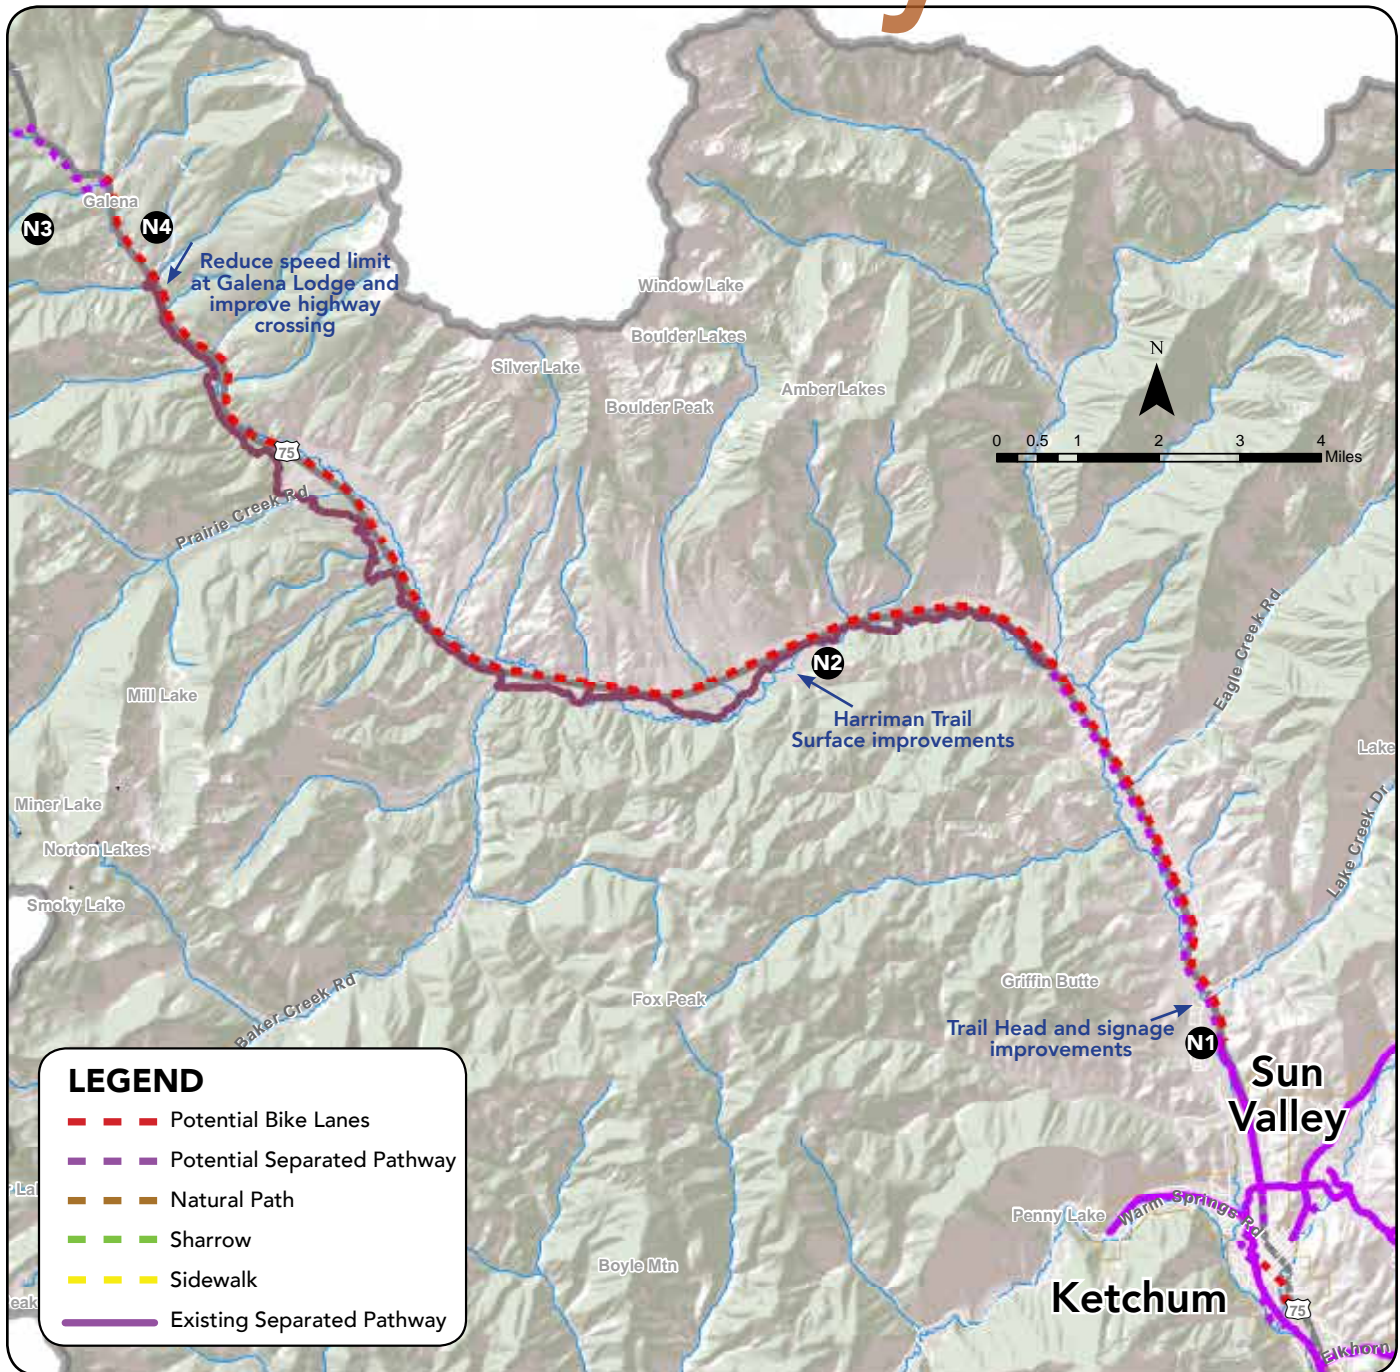 Galena
N3
N4
Reduce speed limit
at Galena Lodge and
improve highway
crossing
Window Lake
Boulder Lakes
Silver Lake
Amber Lakes
Boulder Peak
N
0 0.5 1 2 3 4
Miles
75
Prairie Creek Rd
Eagle Creek Rd
N2
Harriman Trail
Surface improvements
Mill Lake
Lake
Miner Lake
Norton Lakes
Lake Creek Dr
Smoky Lake
Griffin Butte
Fox Peak
Baker Creek Rd
Trail Head and signage
improvements
N1
Sun
Valley
LEGEND
Potential Bike Lanes
Potential Separated Pathway
Natural Path
Sharrow
Sidewalk
Existing Separated Pathway
Penny Lake
Warm Springs Rd
Boyle Mtn
Ketchum
75
Elkhorn